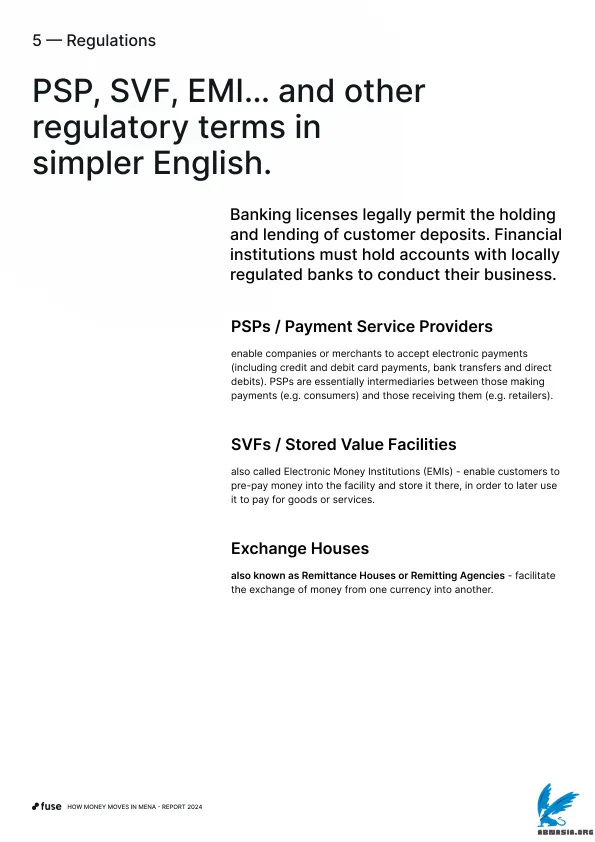 5 — Regulations
PSP, SVF, EMI... and other
regulatory terms in
simpler English.
Banking licenses legally permit the holding
and lending of customer deposits. Financial
institutions must hold accounts with locally
regulated banks to conduct their business.
PSPs / Payment Service Providers
enable companies or merchants to accept electronic payments
(including credit and debit card payments, bank transfers and direct
debits). PSPs are essentially intermediaries between those making
payments (e.g. consumers) and those receiving them (e.g. retailers).
SVFs / Stored Value Facilities
also called Electronic Money Institutions (EMIs) - enable customers to
pre-pay money into the facility and store it there, in order to later use
it to pay for goods or services.
Exchange Houses
also known as Remittance Houses or Remitting Agencies - facilitate
the exchange of money from one currency into another.
fuse HOW MONEY MOVES IN MENA - REPORT 2024
ABNASIA.ORG